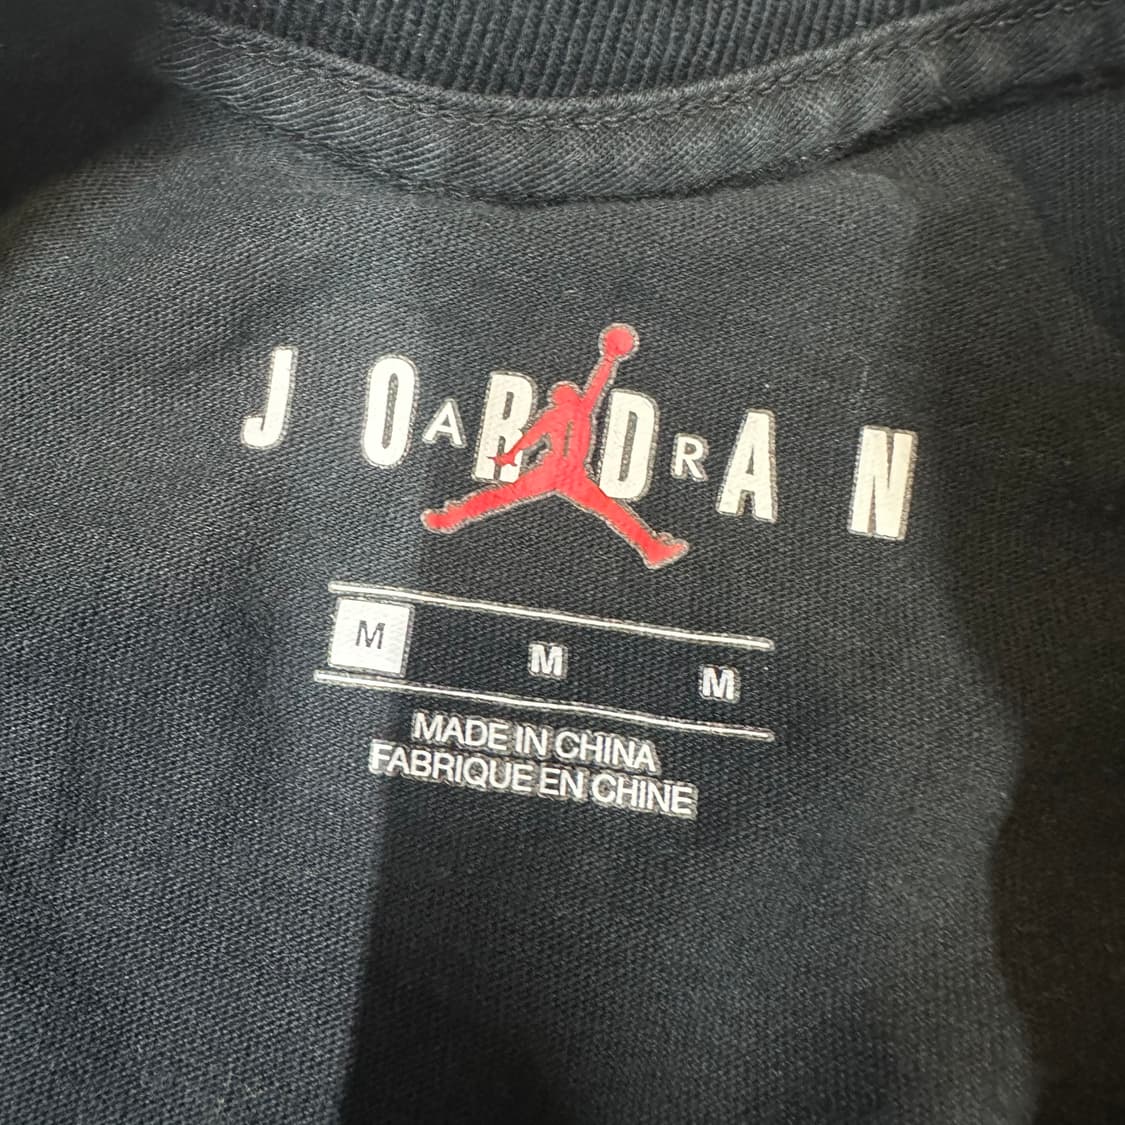 JORDAN
AIR
M M M
MADE IN CHINA
FABRIQUE EN CHINE